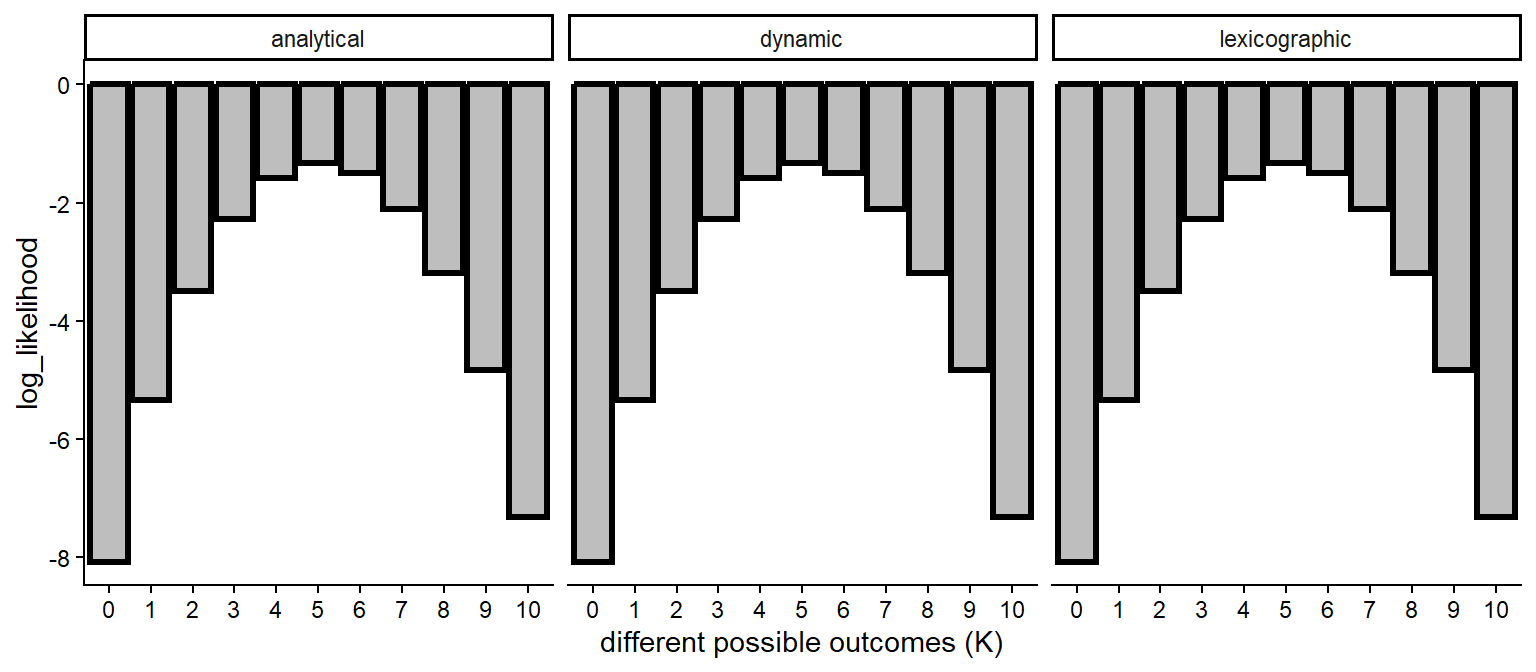 analytical dynamic lexicographic
0
-2
-4
-6
-8
log_likelihood
0 1 2 3 4 5 6 7 8 9 10 0 1 2 3 4 5 6 7 8 9 10 0 1 2 3 4 5 6 7 8 9 10
different possible outcomes (K)